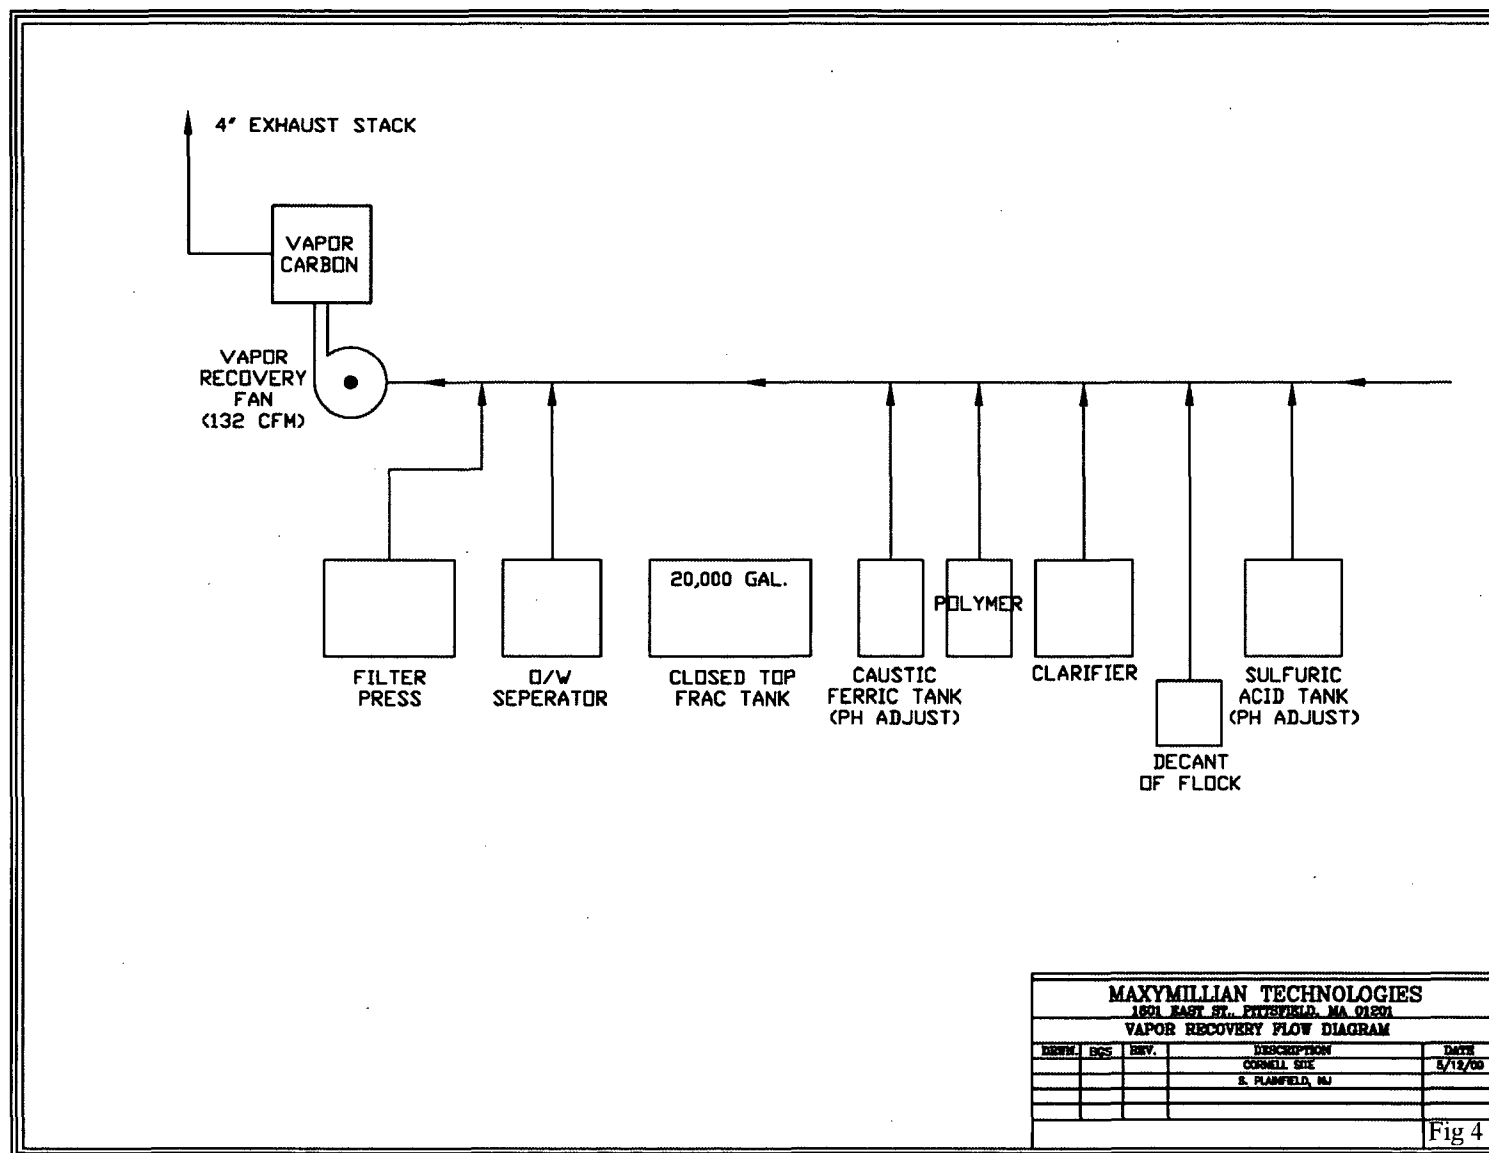 4" EXHAUST STACK
VAPOR
CARBON
VAPOR
RECOVERY
FAN
(132 CFM)
20,000 GAL.
POLYMER
FILTER
PRESS
O/W
SEPERATOR
CLOSED TOP
FRAC TANK
CAUSTIC
FERRIC TANK
(PH ADJUST)
CLARIFIER
SULFURIC
ACID TANK
(PH ADJUST)
DECANT
OF FLOCK
MAXYMILLIAN TECHNOLOGIES
1801 EAST ST., PITTSFIELD, MA 01201
VAPOR RECOVERY FLOW DIAGRAM
DRWN. BGS REV. DESCRIPTION DATE
CORNELL SITE 5/12/09
S. PLAINFIELD, NJ
Fig 4